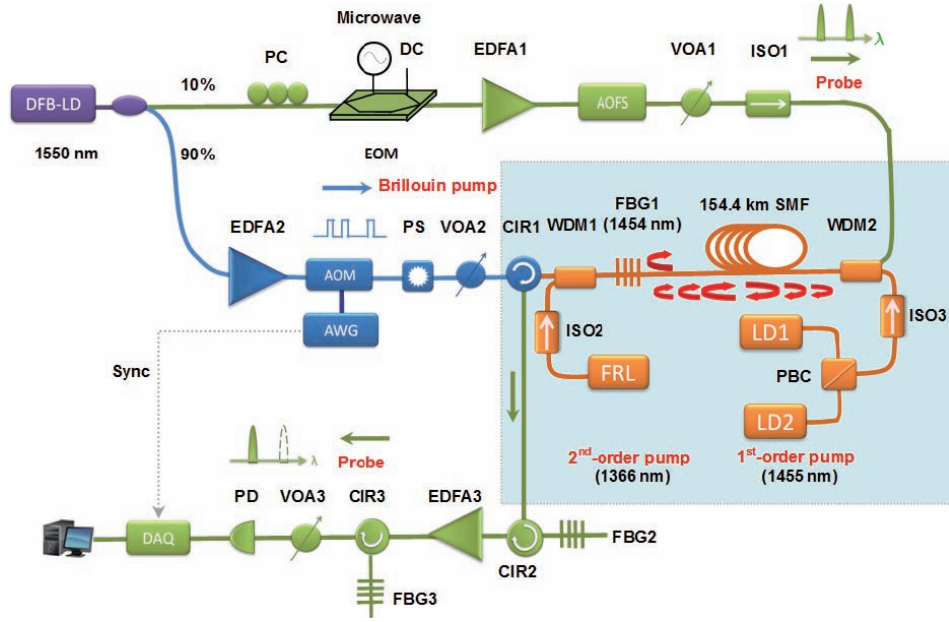 Microwave
PC
DC
EDFA1
VOA1
ISO1
λ
10%
Probe
DFB-LD
AOFS
1550 nm
90%
EOM
Brillouin pump
FBG1
(1454 nm)
154.4 km SMF
EDFA2
PS
VOA2
CIR1
WDM1
WDM2
AOM
ISO2
ISO3
AWG
LD1
Sync
FRL
PBC
LD2
λ
Probe
2nd-order pump
(1366 nm)
1st-order pump
(1455 nm)
PD
VOA3
CIR3
EDFA3
DAQ
FBG2
CIR2
FBG3